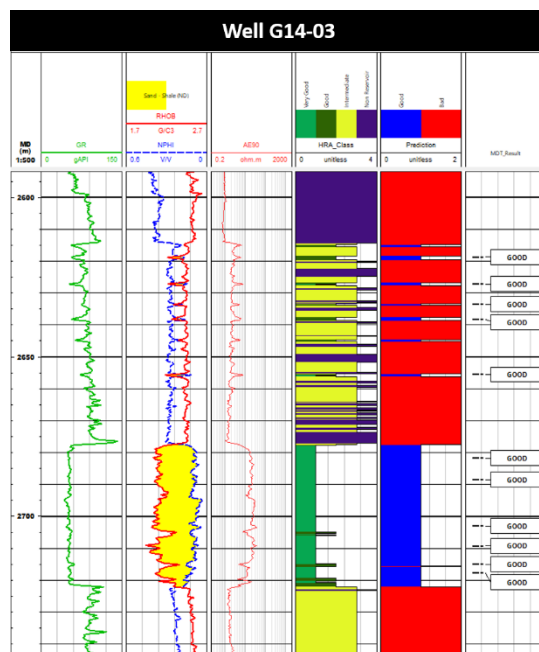 Well G14-03
Very Good
Good
Intermediate
Non Reservoir
Good
Bad
Sand - Shale (ND)
RHOB
1.7 G/C3 2.7
MD
(m)
1:500
GR
0 gAPI 150
NPHI
0.6 V/V 0
AE90
0.2 ohm.m 2000
HRA_Class
0 unitless 4
Prediction
0 unitless 2
MDT_Result
2600
GOOD
GOOD
GOOD
GOOD
2650
GOOD
GOOD
GOOD
2700
GOOD
GOOD
GOOD
GOOD